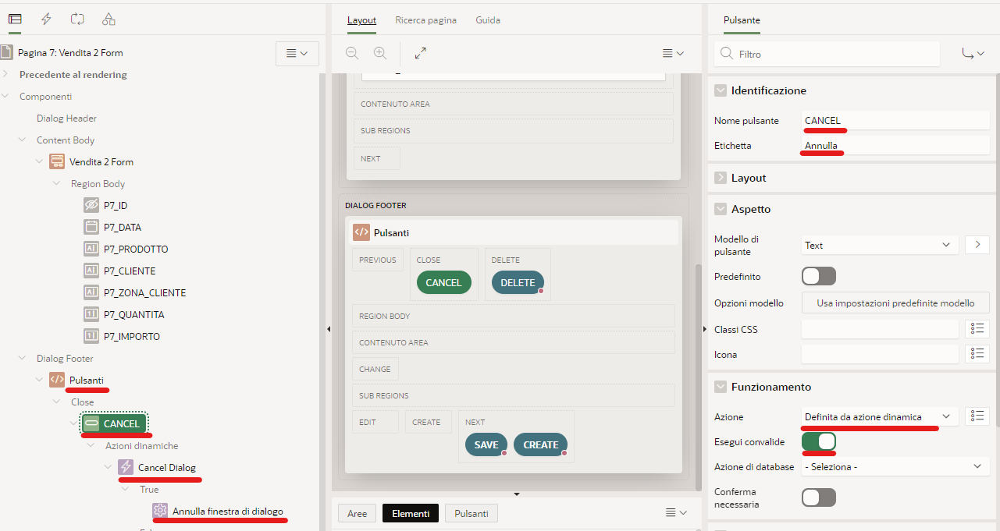 Pagina 7: Vendita 2 Form
Precedente al rendering
Componenti
Dialog Header
Content Body
Vendita 2 Form
Region Body
P7_ID
P7_DATA
P7_PRODOTTO
P7_CLIENTE
P7_ZONA_CLIENTE
P7_QUANTITA
P7_IMPORTO
Dialog Footer
Pulsanti
Close
CANCEL
Azioni dinamiche
Cancel Dialog
True
Annulla finestra di dialogo
Layout Ricerca pagina Guida
CONTENUTO AREA
SUB REGIONS
NEXT
DIALOG FOOTER
Pulsanti
PREVIOUS CLOSE DELETE
CANCEL DELETE
REGION BODY
CONTENUTO AREA
CHANGE
SUB REGIONS
EDIT CREATE NEXT
SAVE CREATE
Aree Elementi Pulsanti
Pulsante
Filtro
Identificazione
Nome pulsante CANCEL
Etichetta Annulla
Layout
Aspetto
Modello di
pulsante
Text
Predefinito
Opzioni modello Usa impostazioni predefinite modello
Classi CSS
Icona
Funzionamento
Azione Definita da azione dinamica
Esegui convalide
Azione di database - Seleziona -
Conferma
necessaria